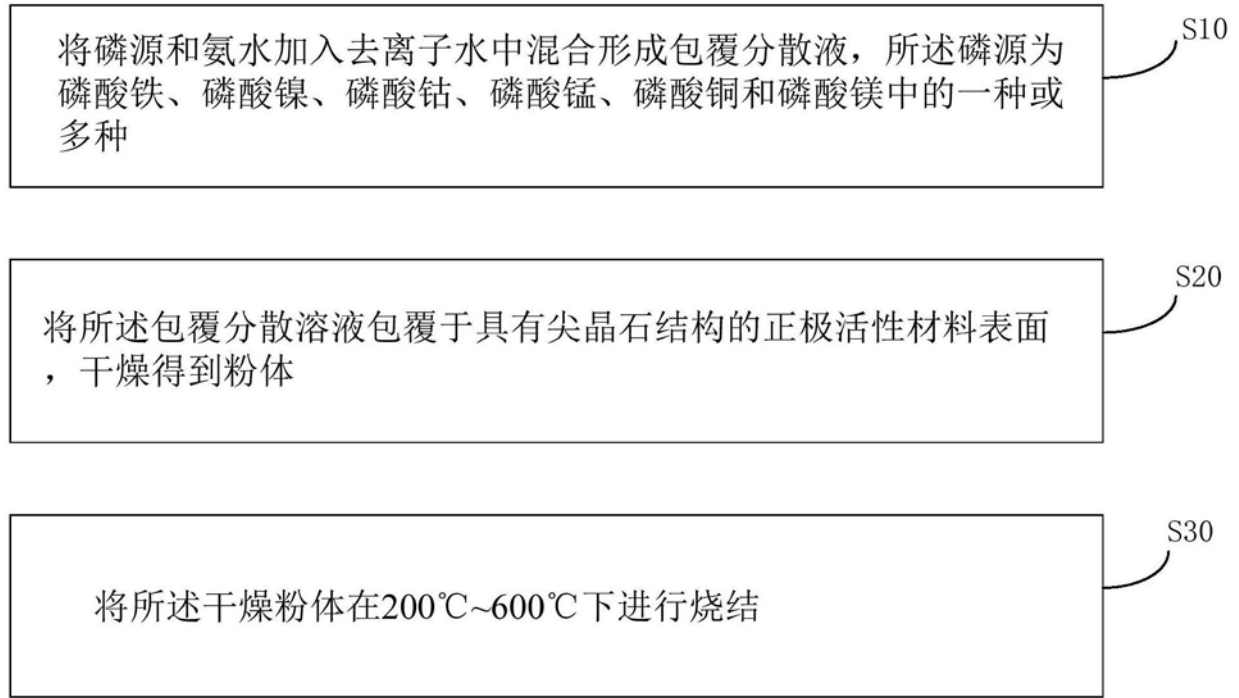 将磷源和氨水加入去离子水中混合形成包覆分散液，所述磷源为
磷酸铁、磷酸镍、磷酸钴、磷酸锰、磷酸铜和磷酸镁中的一种或
多种
S10
将所述包覆分散溶液包覆于具有尖晶石结构的正极活性材料表面
，干燥得到粉体
S20
将所述干燥粉体在200℃~600℃下进行烧结
S30